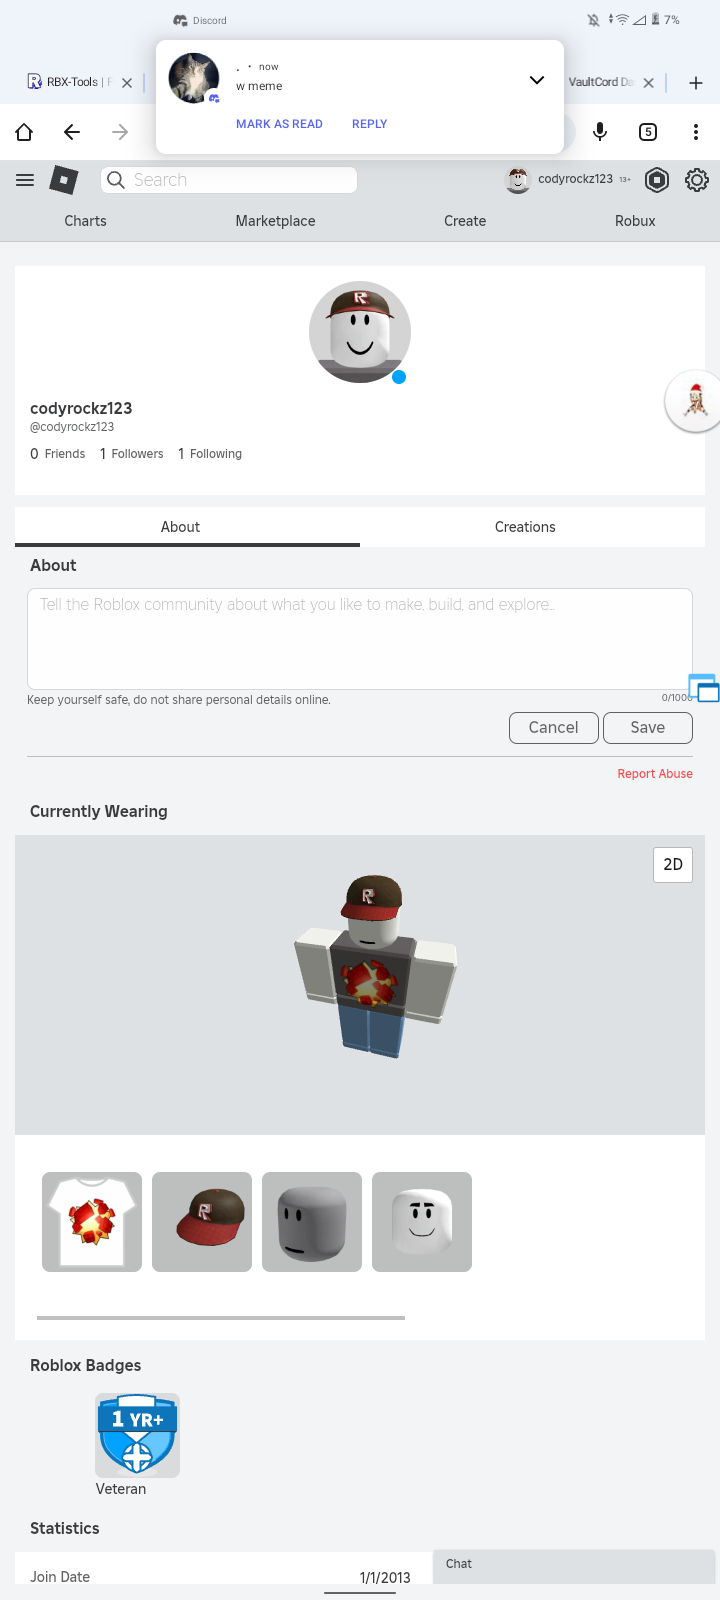 Discord
7%
. • now
w meme
MARK AS READ REPLY
RBX-Tools |
VaultCord Da
5
Search
codyrockz123 13+
Charts Marketplace Create Robux
R
codyrockz123
@codyrockz123
0 Friends 1 Followers 1 Following
About Creations
About
Tell the Roblox community about what you like to make, build, and explore...
Keep yourself safe, do not share personal details online.
0/1000
Cancel Save
Report Abuse
Currently Wearing
2D
R
R
Roblox Badges
1 YR+
Veteran
Statistics
Join Date 1/1/2013
Chat